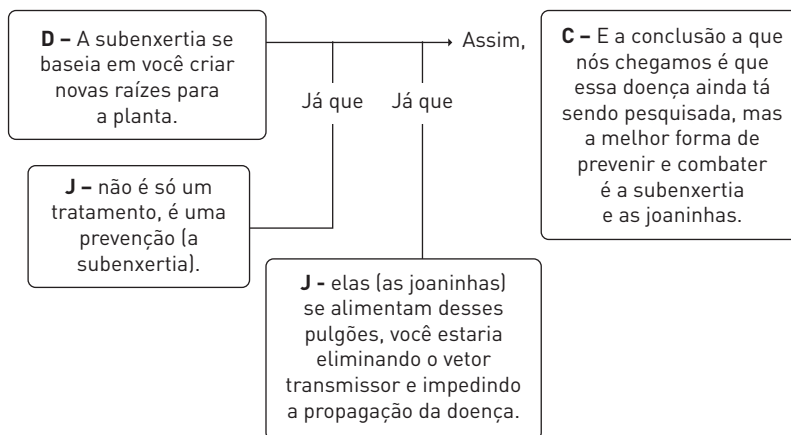 D – A subenxertia se
baseia em você criar
novas raízes para
a planta.
Assim,
C – E a conclusão a que
nós chegamos é que
essa doença ainda tá
sendo pesquisada, mas
a melhor forma de
prevenir e combater
é a subenxertia
e as joaninhas.
Já que
Já que
J – não é só um
tratamento, é uma
prevenção (a
subenxertia).
J - elas (as joaninhas)
se alimentam desses
pulgões, você estaria
eliminando o vetor
transmissor e impedindo
a propagação da doença.